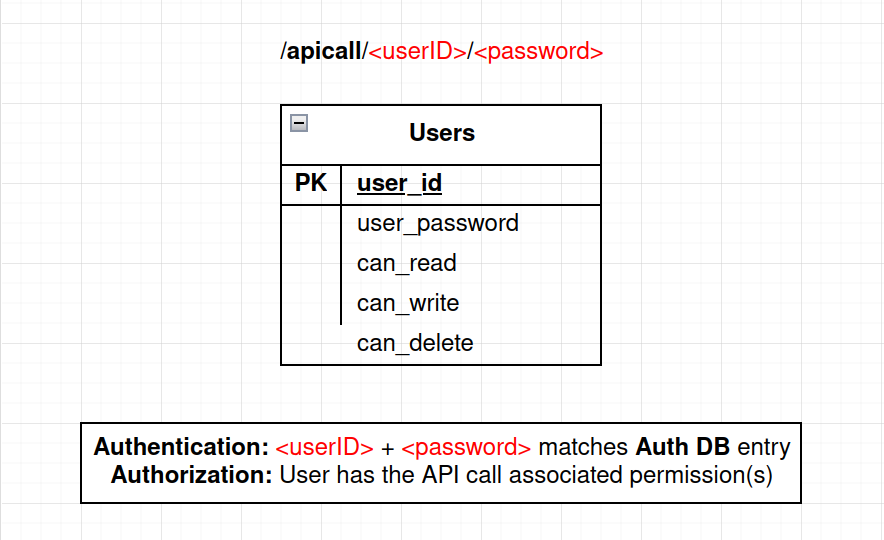 /apicall/<userID>/<password>
Users
PK user_id
user_password
can_read
can_write
can_delete
Authentication: <userID> + <password> matches Auth DB entry
Authorization: User has the API call associated permission(s)